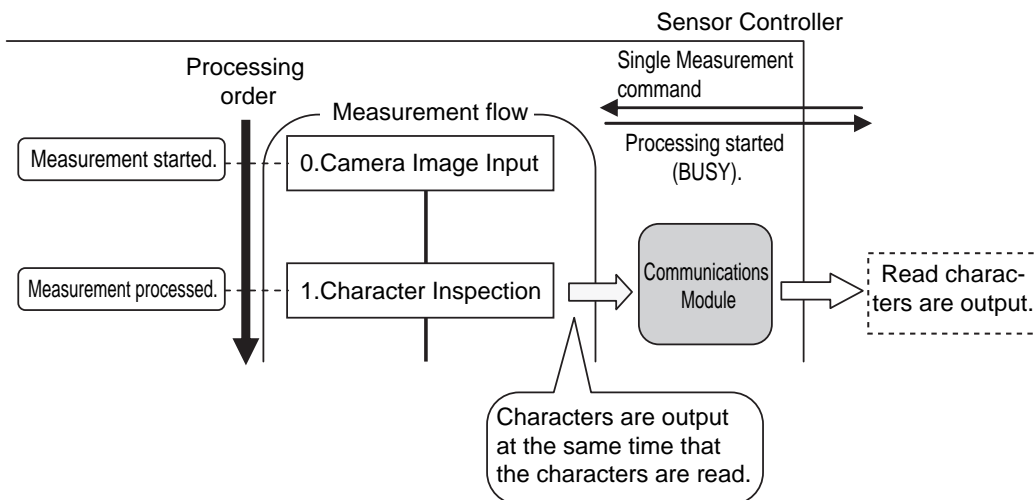 Sensor Controller
Processing
order
Single Measurement
command
Measurement flow
Processing started
(BUSY).
Measurement started.
0.Camera Image Input
Measurement processed.
1.Character Inspection
Communications
Module
Read charac-
ters are output.
Characters are output
at the same time that
the characters are read.